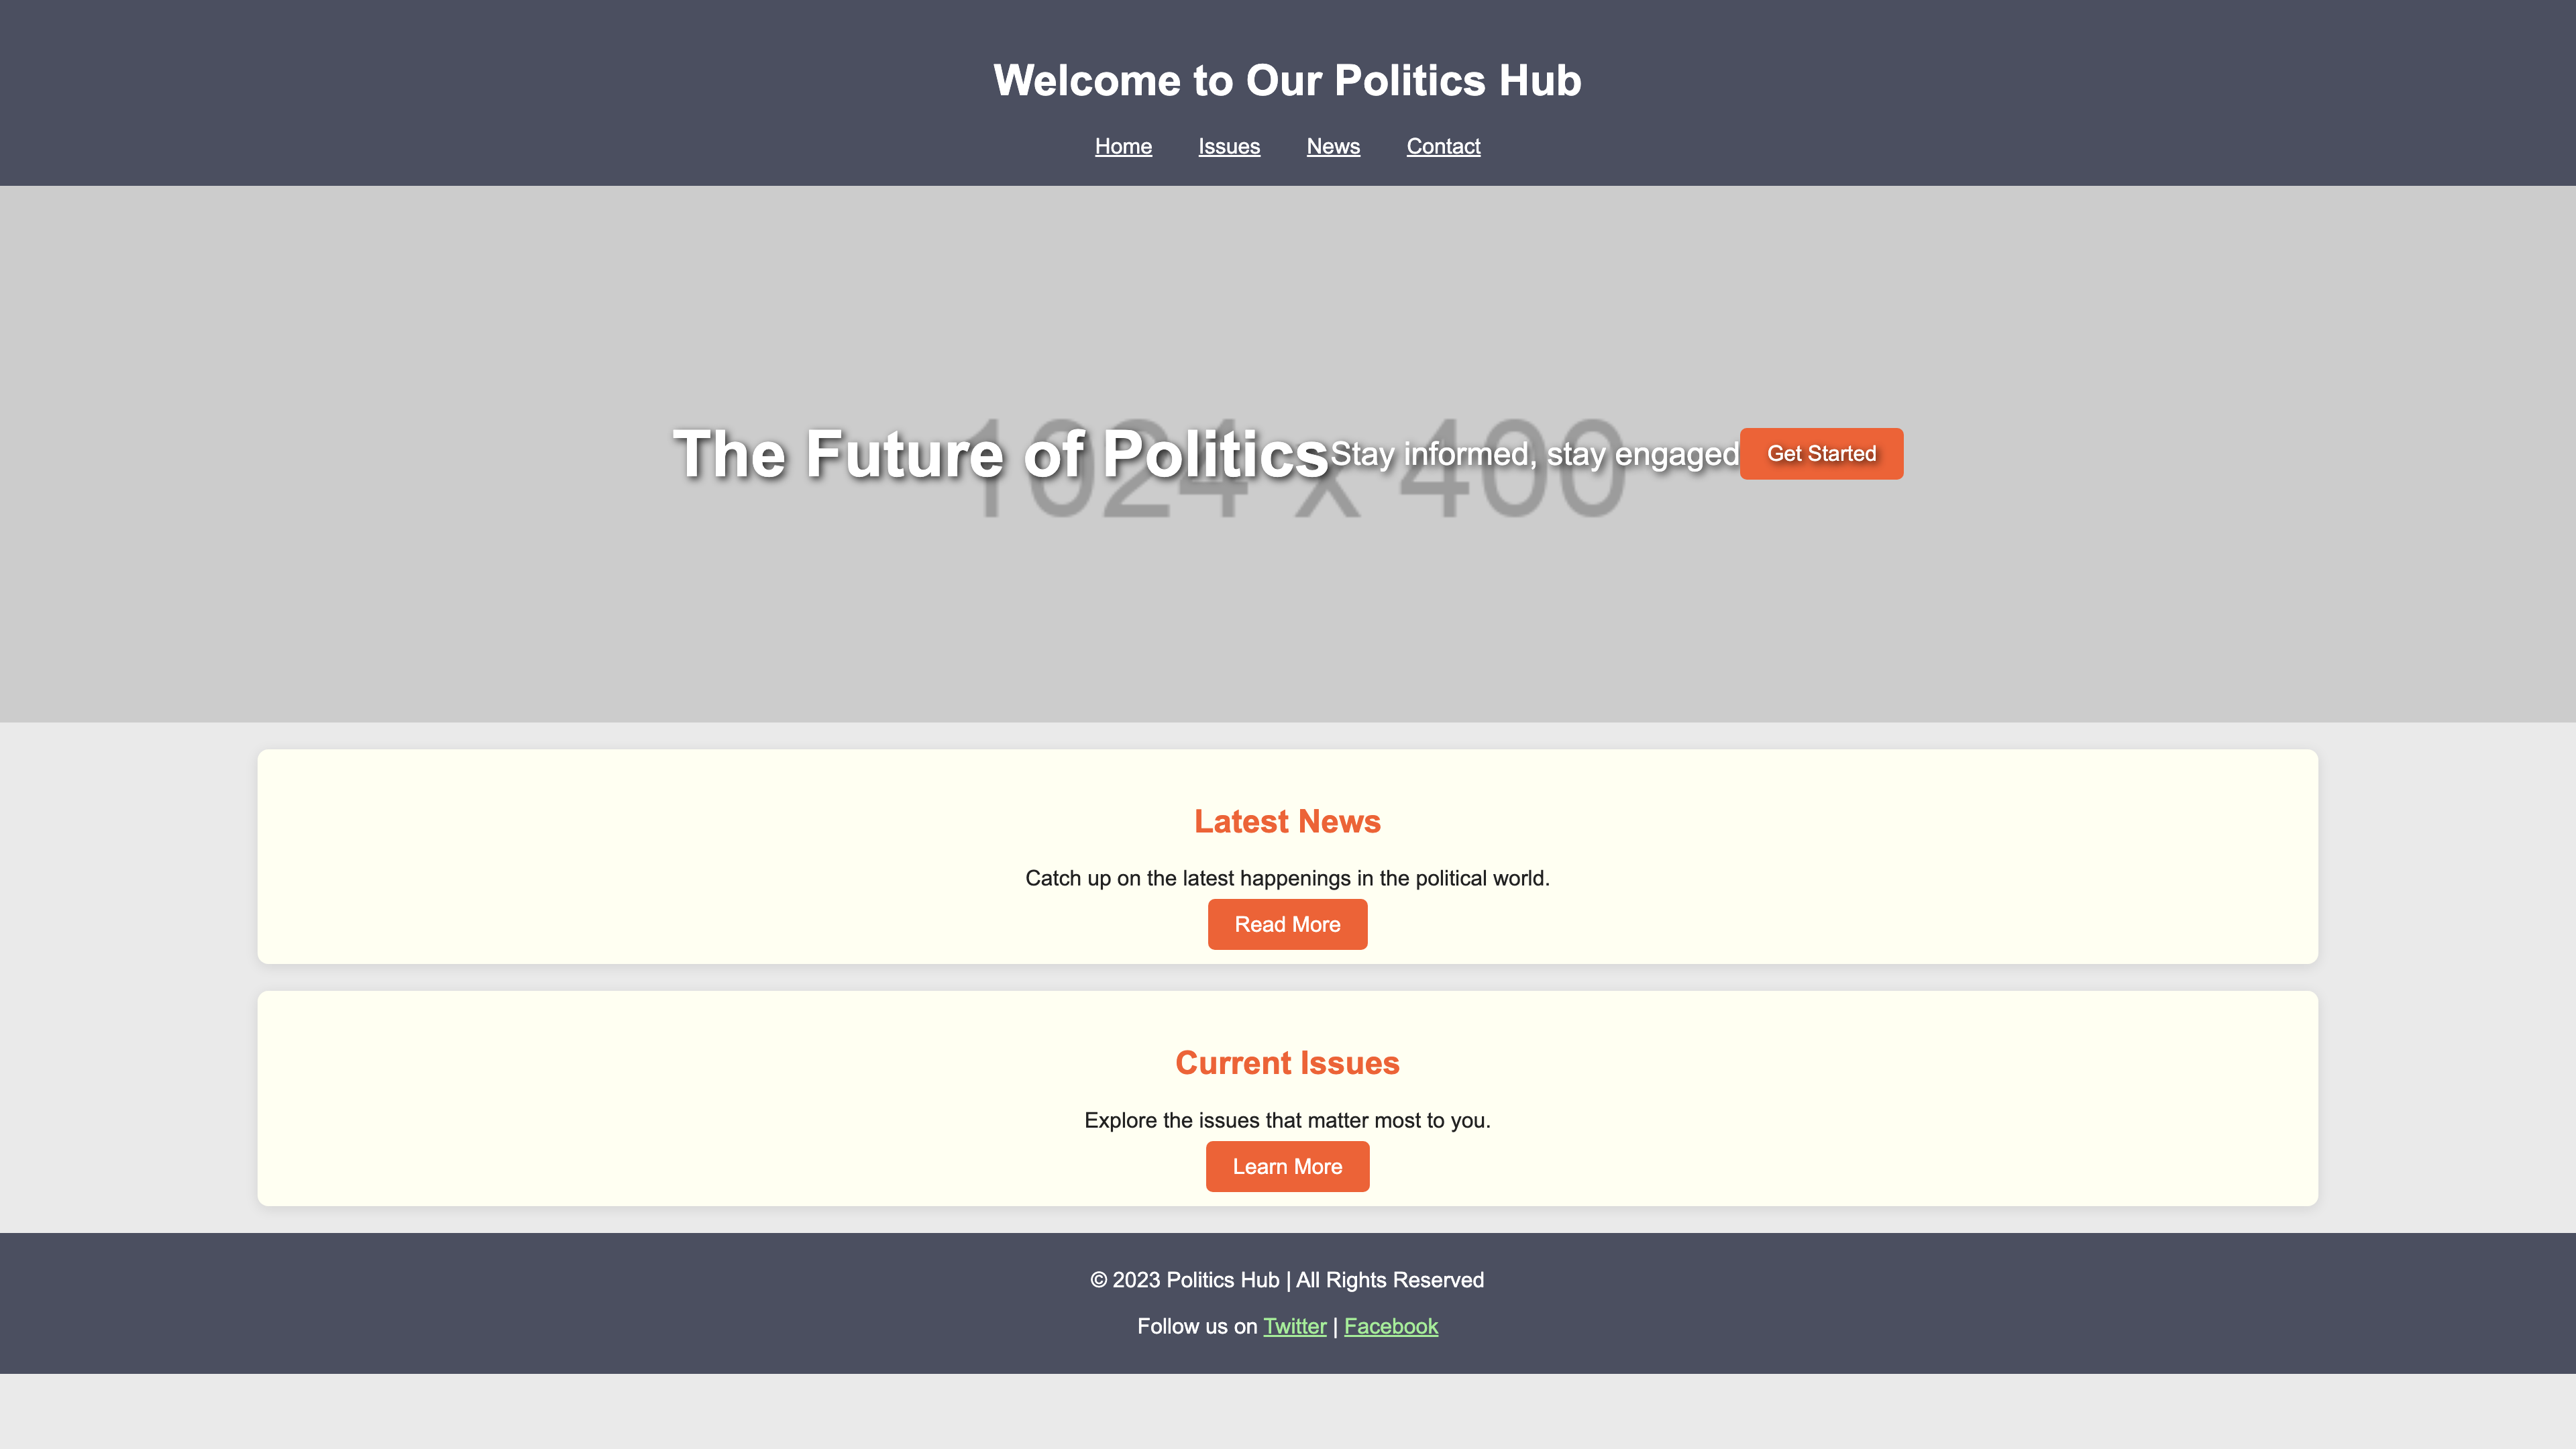 Welcome to Our Politics Hub
Home Issues News Contact
1024 x 400
The Future of Politics Stay informed, stay engaged Get Started
Latest News
Catch up on the latest happenings in the political world.
Read More
Current Issues
Explore the issues that matter most to you.
Learn More
© 2023 Politics Hub | All Rights Reserved
Follow us on Twitter | Facebook